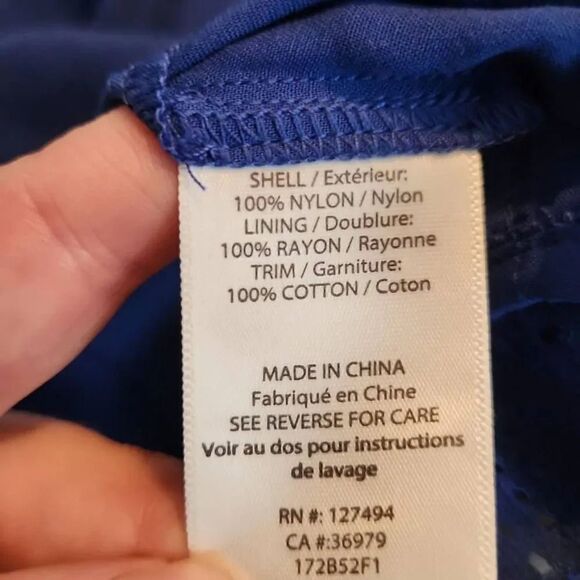 SHELL / Extérieur:
100% NYLON / Nylon
LINING / Doublure:
100% RAYON / Rayonne
TRIM / Garniture:
100% COTTON / Coton
MADE IN CHINA
Fabriqué en Chine
SEE REVERSE FOR CARE
Voir au dos pour instructions
de lavage
RN #: 127494
CA #:36979
172B52F1